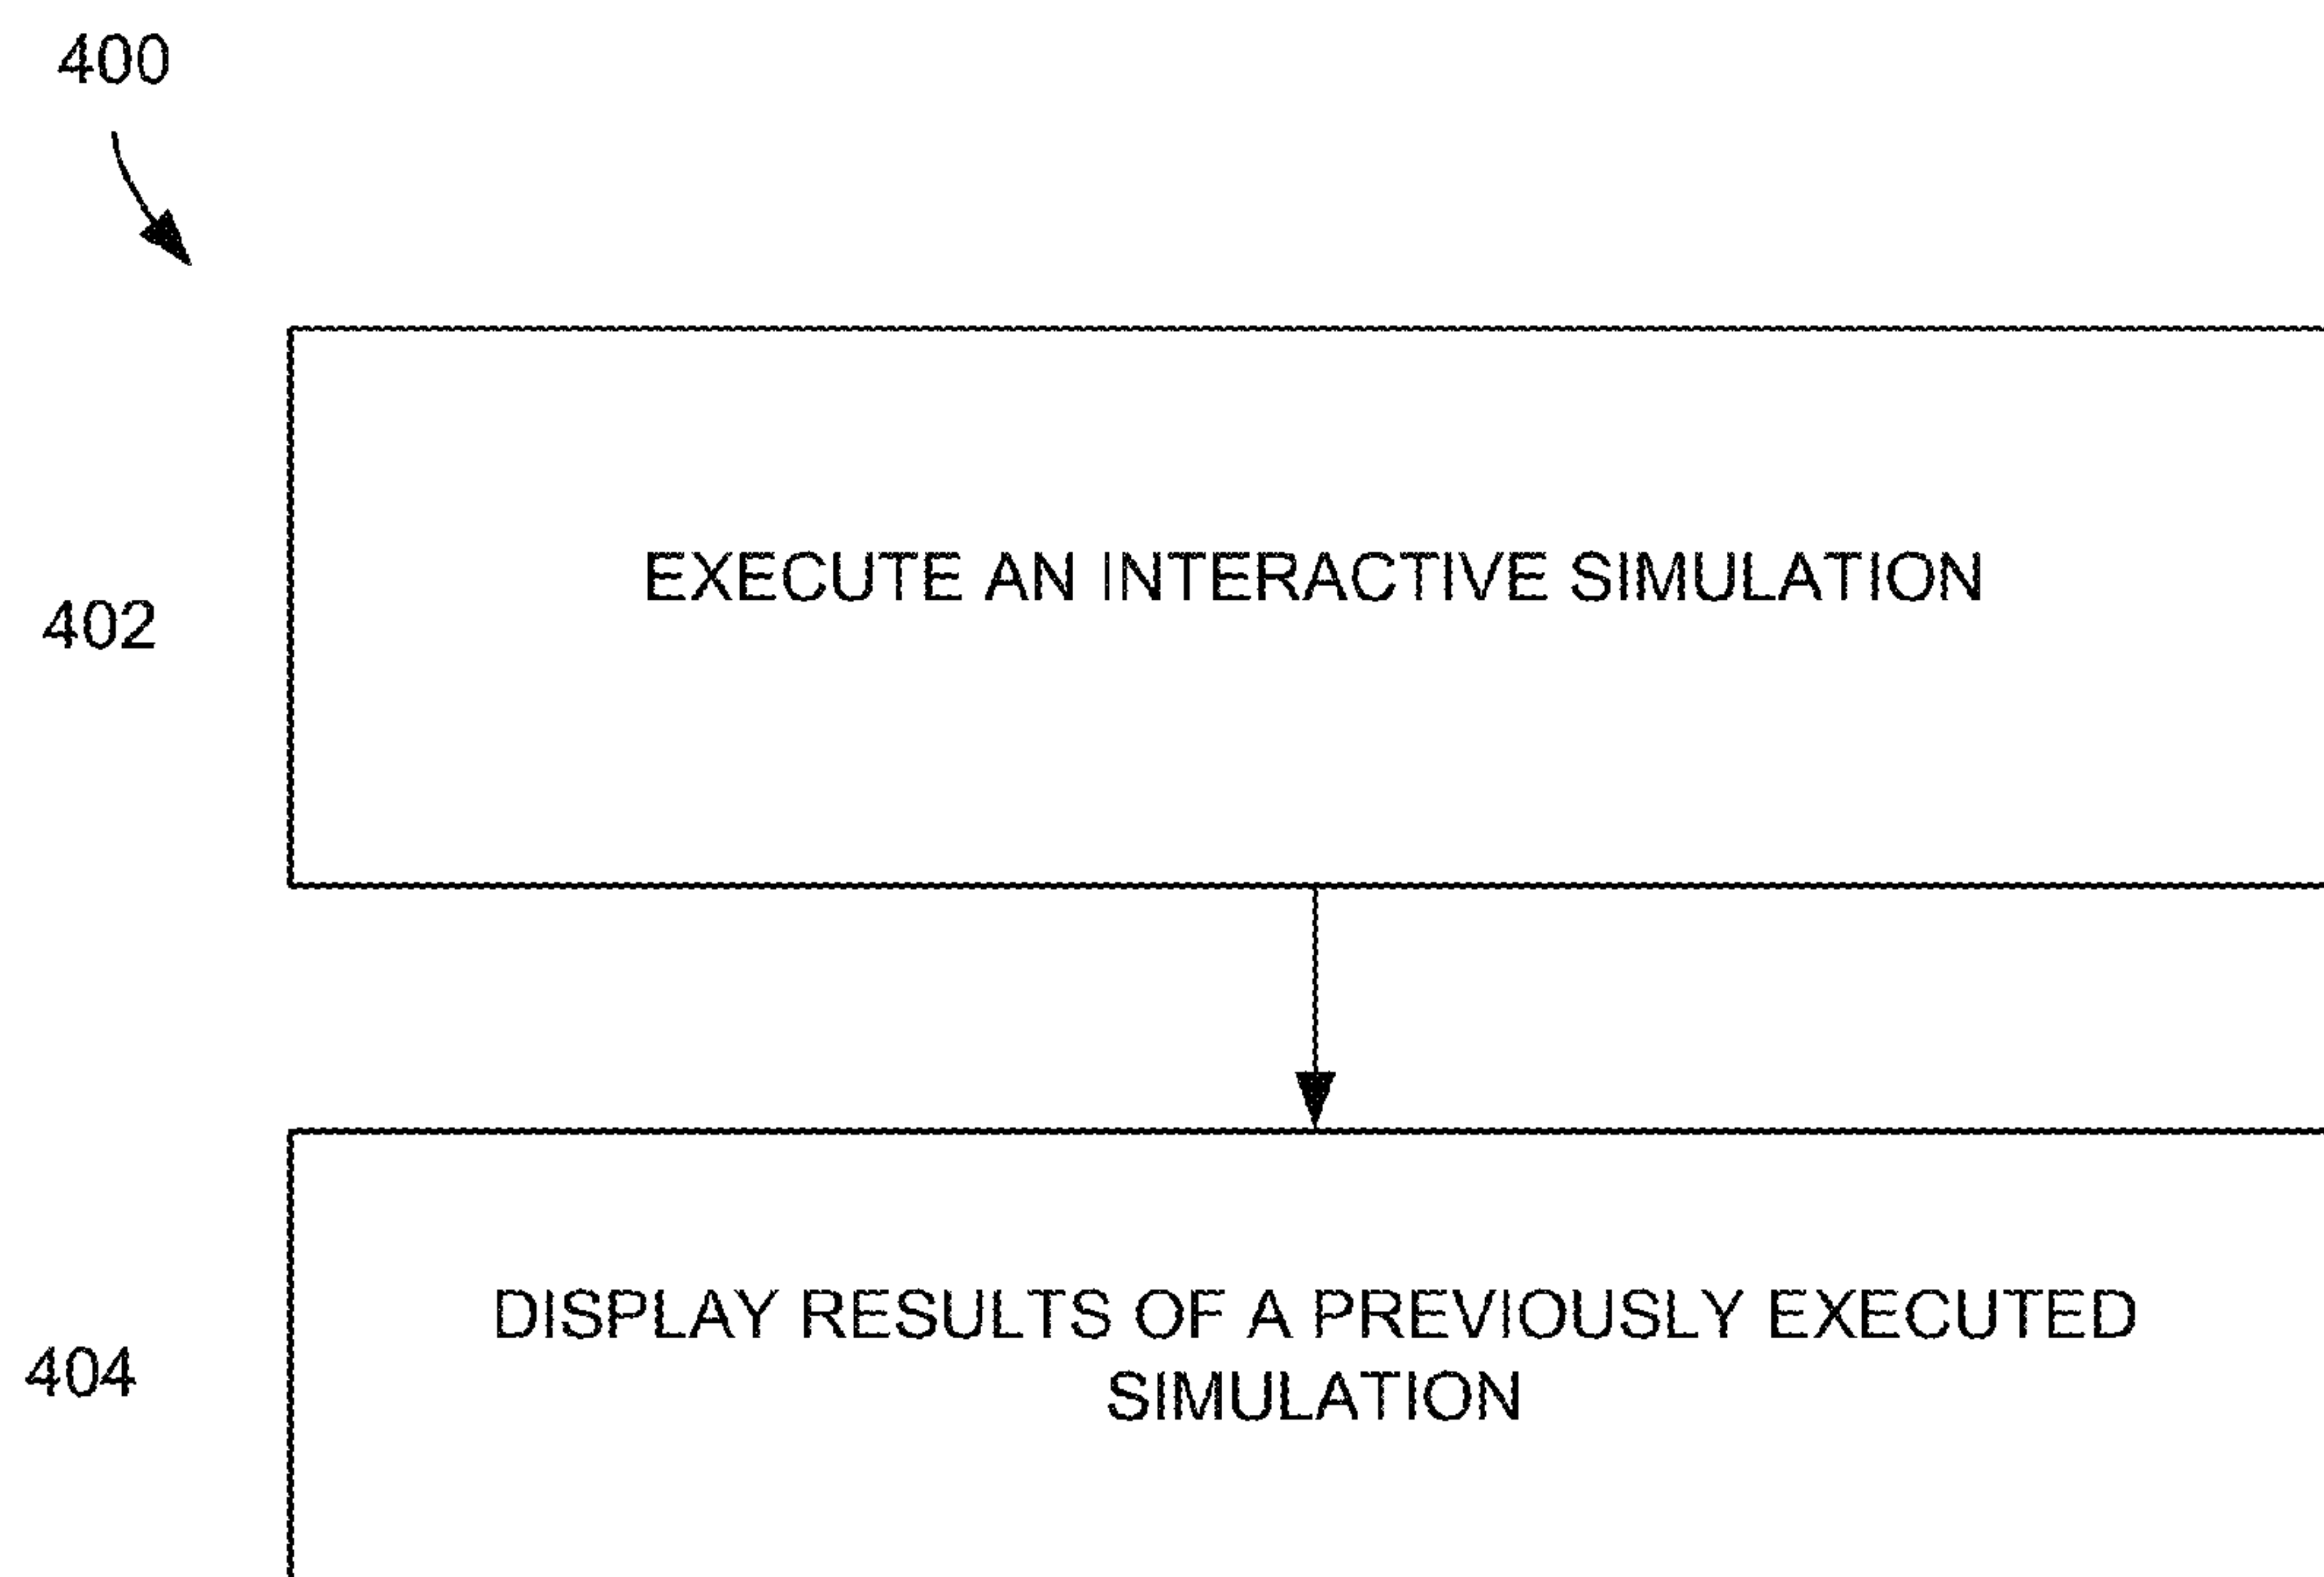 400
EXECUTE AN INTERACTIVE SIMULATION
402
DISPLAY RESULTS OF A PREVIOUSLY EXECUTED
SIMULATION
404